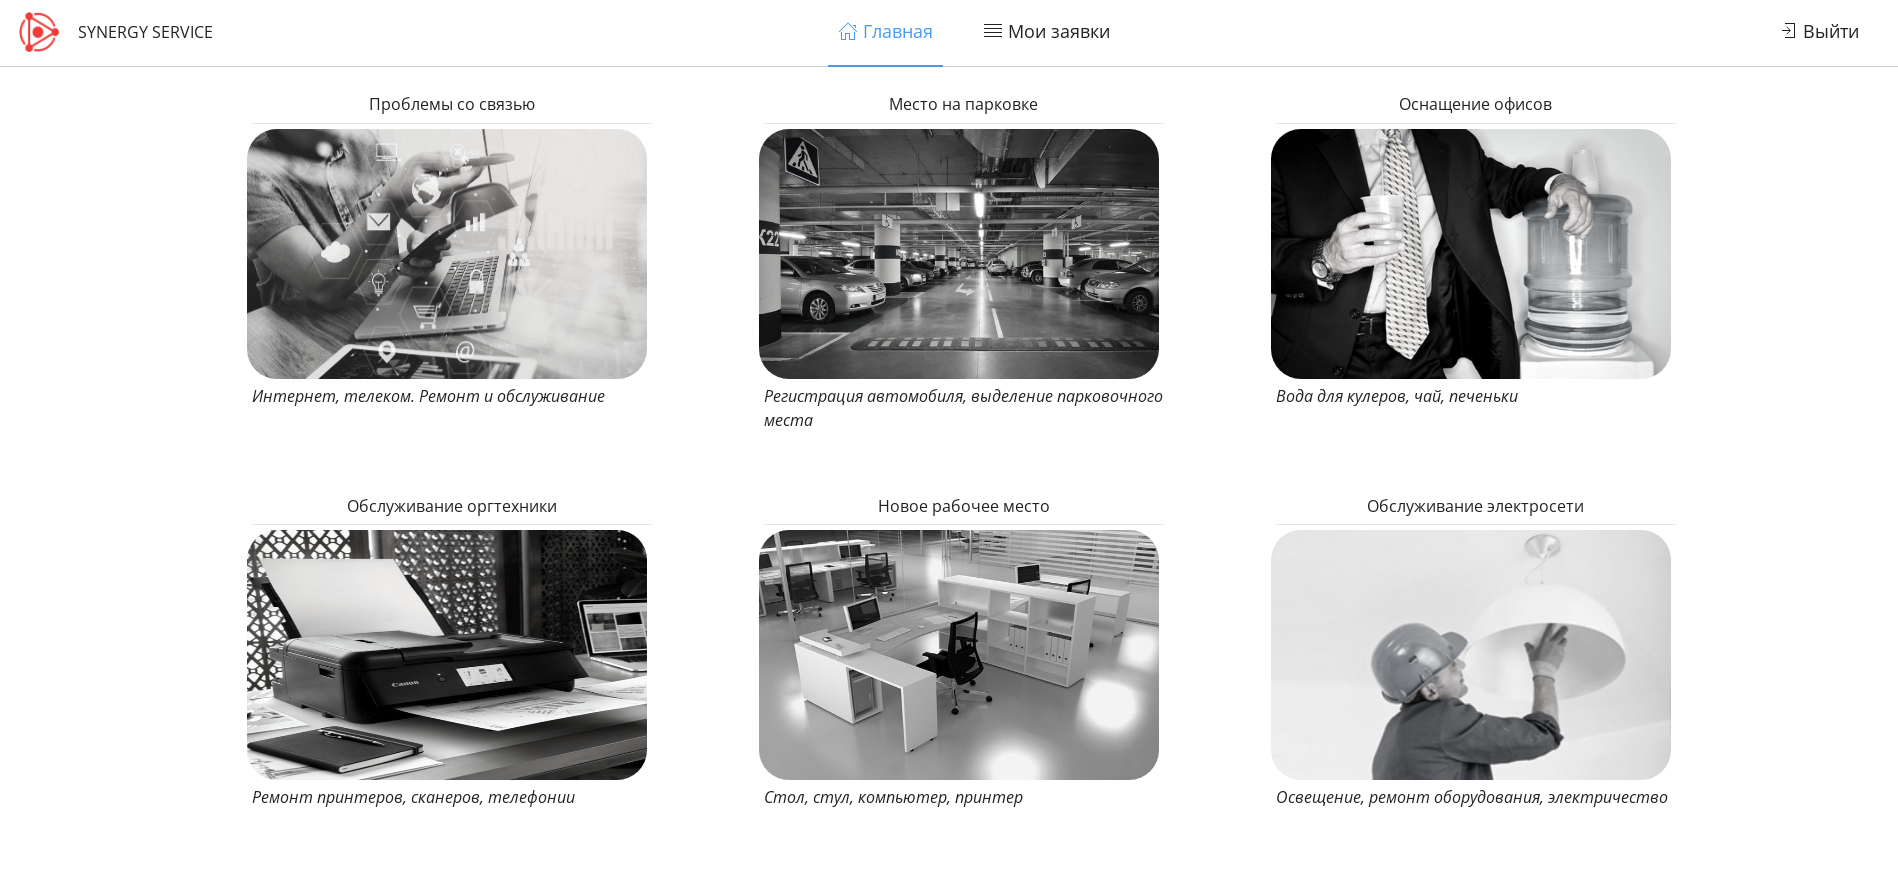 SYNERGY SERVICE
Главная
Мои заявки
Выйти
Проблемы со связью
Место на парковке
Оснащение офисов
K22
@
Интернет, телеком. Ремонт и обслуживание
Регистрация автомобиля, выделение парковочного
места
Вода для кулеров, чай, печеньки
Обслуживание оргтехники
Новое рабочее место
Обслуживание электросети
Canon
Ремонт принтеров, сканеров, телефонии
Стол, стул, компьютер, принтер
Освещение, ремонт оборудования, электричество